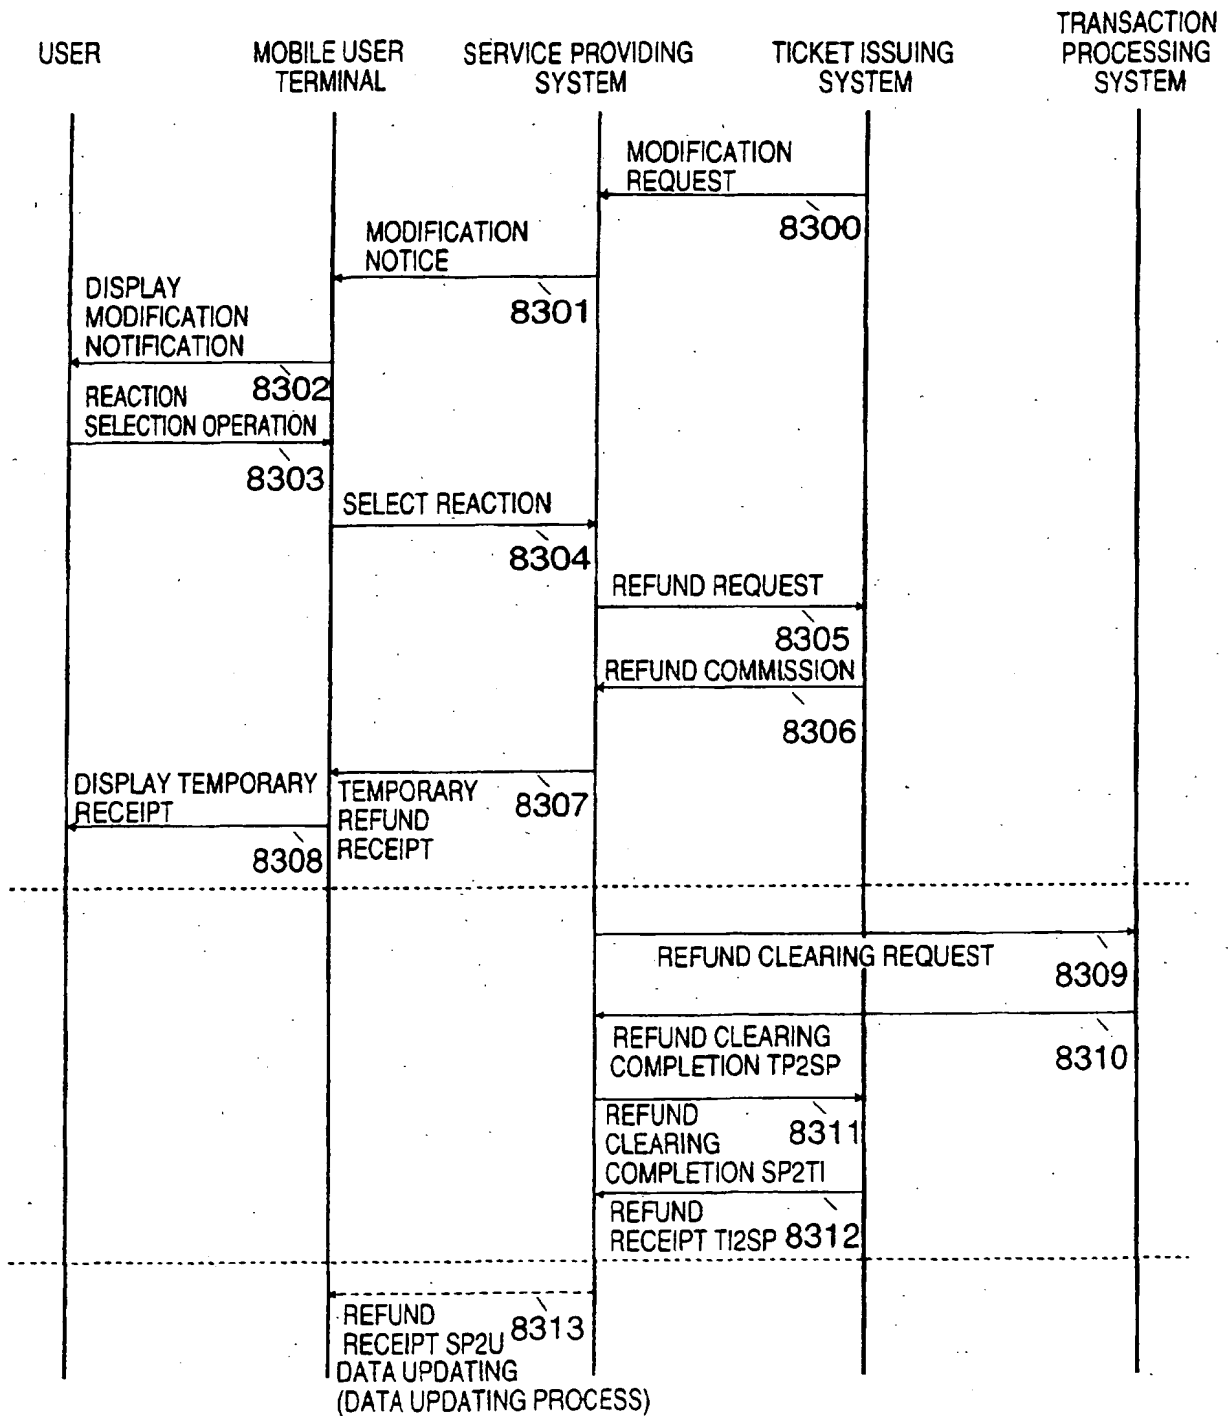 USER
MOBILE USER
TERMINAL
SERVICE PROVIDING
SYSTEM
TICKET ISSUING
SYSTEM
TRANSACTION
PROCESSING
SYSTEM
MODIFICATION
REQUEST
8300
MODIFICATION
NOTICE
8301
DISPLAY
MODIFICATION
NOTIFICATION
8302
REACTION
SELECTION OPERATION
8303
SELECT REACTION
8304
REFUND REQUEST
8305
REFUND COMMISSION
8306
TEMPORARY
REFUND
RECEIPT
8307
DISPLAY TEMPORARY
RECEIPT
8308
REFUND CLEARING REQUEST
8309
REFUND CLEARING
COMPLETION TP2SP
8310
REFUND
CLEARING
COMPLETION SP2TI
8311
REFUND
RECEIPT TI2SP
8312
REFUND
RECEIPT SP2U
8313
DATA UPDATING
(DATA UPDATING PROCESS)